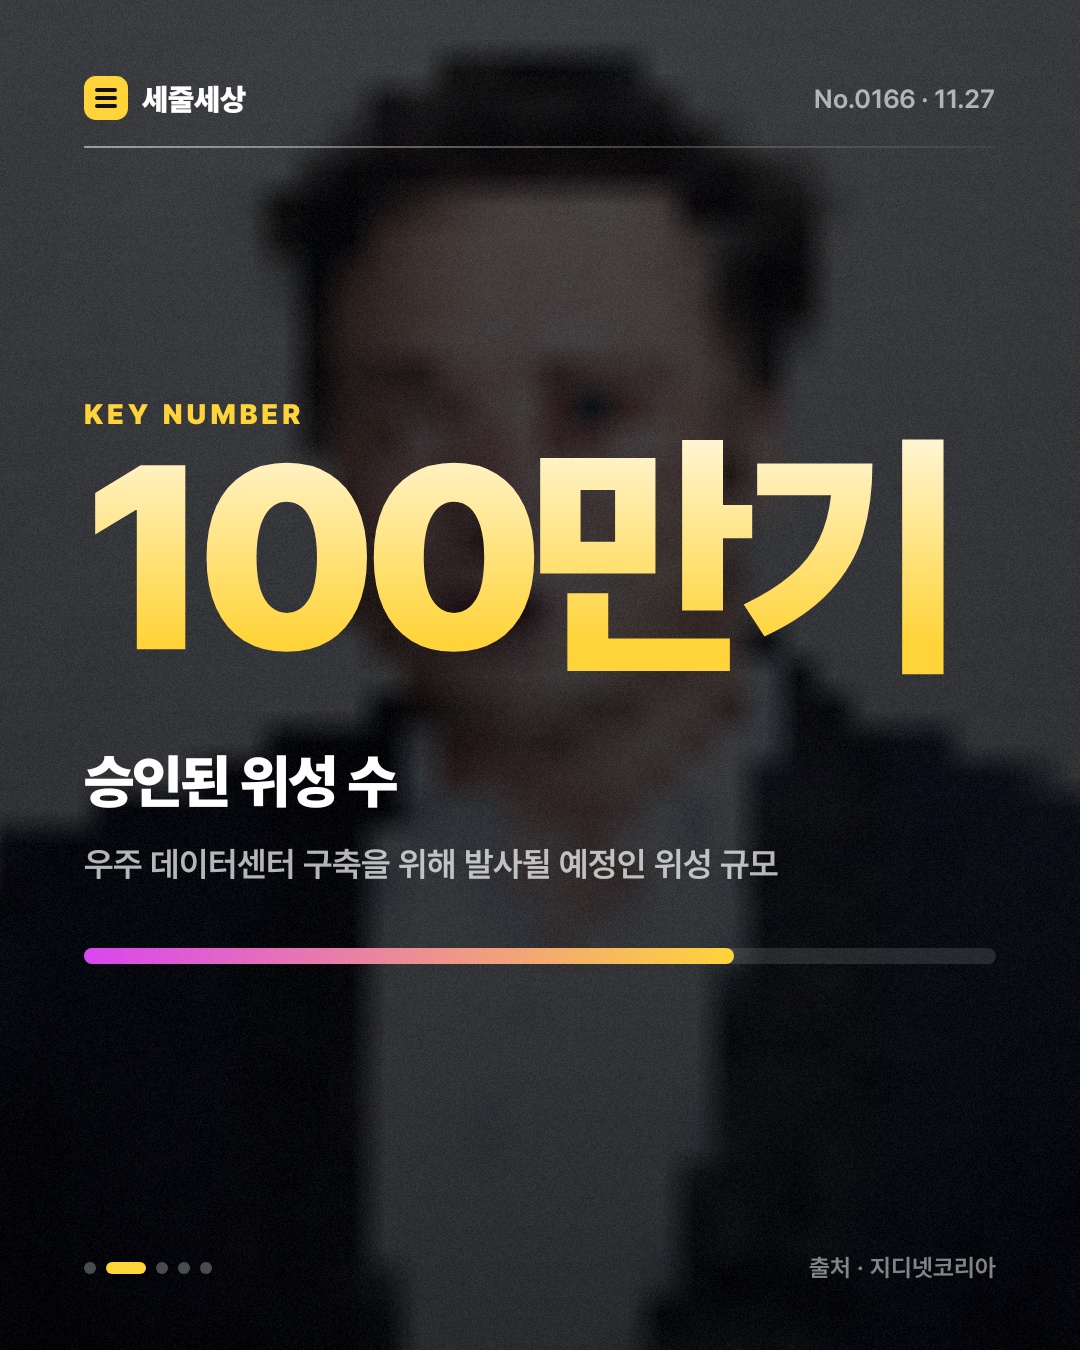 세줄세상
No.0166 · 11.27
KEY NUMBER
100만기
승인된 위성 수
우주 데이터센터 구축을 위해 발사될 예정인 위성 규모
출처 · 지디넷코리아